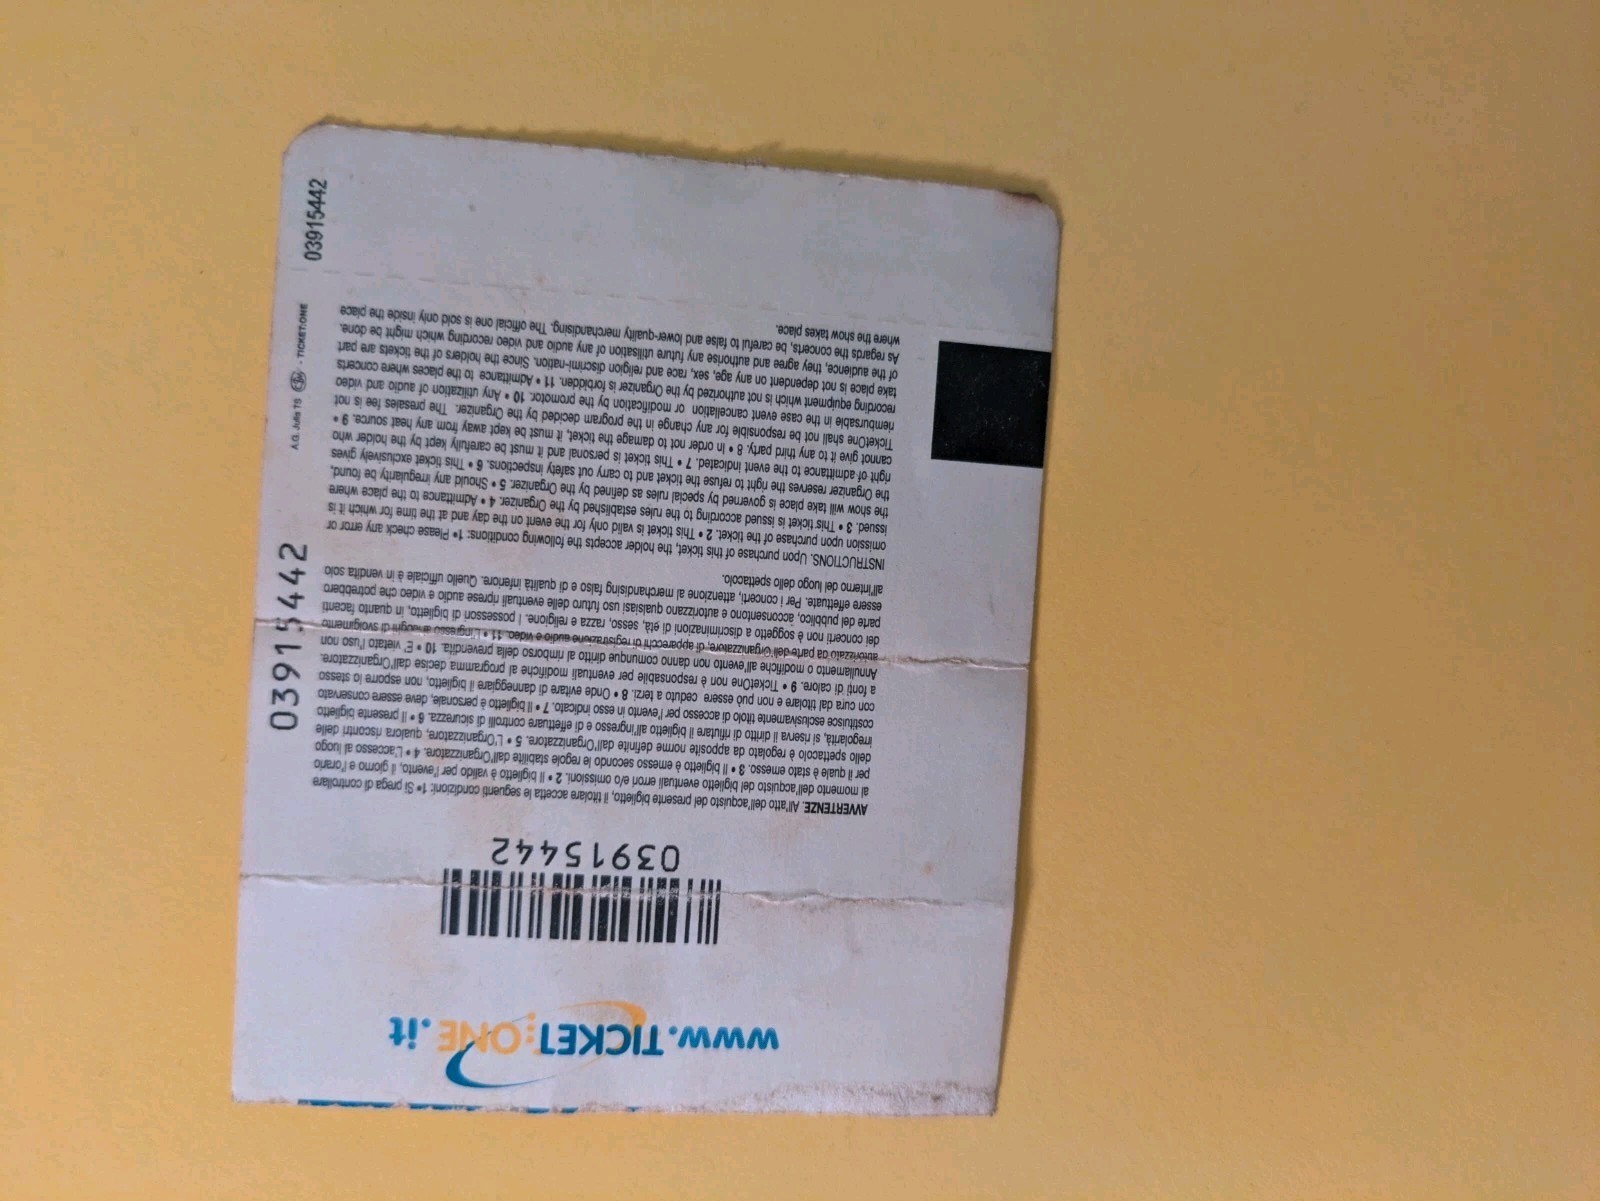 www.TICKET:ONE.it
03915442
AVVERTENZE. All'atto dell'acquisto del presente biglietto, il titolare accetta le seguenti condizioni: 1• Si prega di controllare
al momento dell'acquisto del biglietto eventuali errori e/o omissioni. 2 • Il biglietto è valido per l'evento, il giorno e l'orario
per il quale è stato emesso. 3 • Il biglietto è emesso secondo le regole stabilite dall'Organizzatore. 4 • L'accesso al luogo
dello spettacolo è regolato da apposite norme definite dall'Organizzatore. 5 • L'Organizzatore, qualora riscontri delle
irregolarità, si riserva il diritto di rifiutare il biglietto all'ingresso e di effettuare controlli di sicurezza. 6 • Il presente biglietto
costituisce esclusivamente titolo di accesso per l'evento in esso indicato. 7 • Il biglietto è personale, deve essere conservato
con cura dal titolare e non può essere ceduto a terzi. 8 • Onde evitare di danneggiare il biglietto, non esporre lo stesso
a fonti di calore. 9 • TicketOne non è responsabile per eventuali modifiche al programma decise dall'Organizzatore.
Annullamento o modifiche all'evento non danno comunque diritto al rimborso della prevendita. 10 • E' vietato l'uso non
autorizzato da parte dell'Organizzatore, di apparecchi di registrazione audio e video. 11 • L'ingresso ai luoghi di svolgimento
dei concerti non è soggetto a discriminazioni di età, sesso, razza e religione. I possessori di biglietto, in quanto facenti
parte del pubblico, acconsentono e autorizzano qualsiasi uso futuro delle eventuali riprese audio e video che potrebbero
essere effettuate. Per i concerti, attenzione al merchandising falso e di qualità inferiore. Quello ufficiale è in vendita solo
all'interno del luogo dello spettacolo.
INSTRUCTIONS. Upon purchase of this ticket, the holder accepts the following conditions: 1• Please check any error or
omission upon purchase of the ticket. 2 • This ticket is valid only for the event on the day and at the time for which it is
issued. 3 • This ticket is issued according to the rules established by the Organizer. 4 • Admittance to the place where
the show will take place is governed by special rules as defined by the Organizer. 5 • Should any irregularity be found,
the Organizer reserves the right to refuse the ticket and to carry out safety inspections. 6 • This ticket exclusively gives
right of admittance to the event indicated. 7 • This ticket is personal and it must be carefully kept by the holder who
cannot give it to any third party. 8 • In order not to damage the ticket, it must be kept away from any heat source. 9 •
TicketOne shall not be responsible for any change in the program decided by the Organizer. The presales fee is not
reimbursable in the case event cancellation or modification by the promotor. 10 • Any utilization of audio and video
recording equipment which is not authorized by the Organizer is forbidden. 11 • Admittance to the places where concerts
take place is not dependent on any age, sex, race and religion discrimi-nation. Since the holders of the tickets are part
of the audience, they agree and authorise any future utilisation of any audio and video recording which might be done.
As regards the concerts, be careful to false and lower-quality merchandising. The official one is sold only inside the place
where the show takes place.
03915442
A.G. Julia TS - TICKET:ONE
03915442